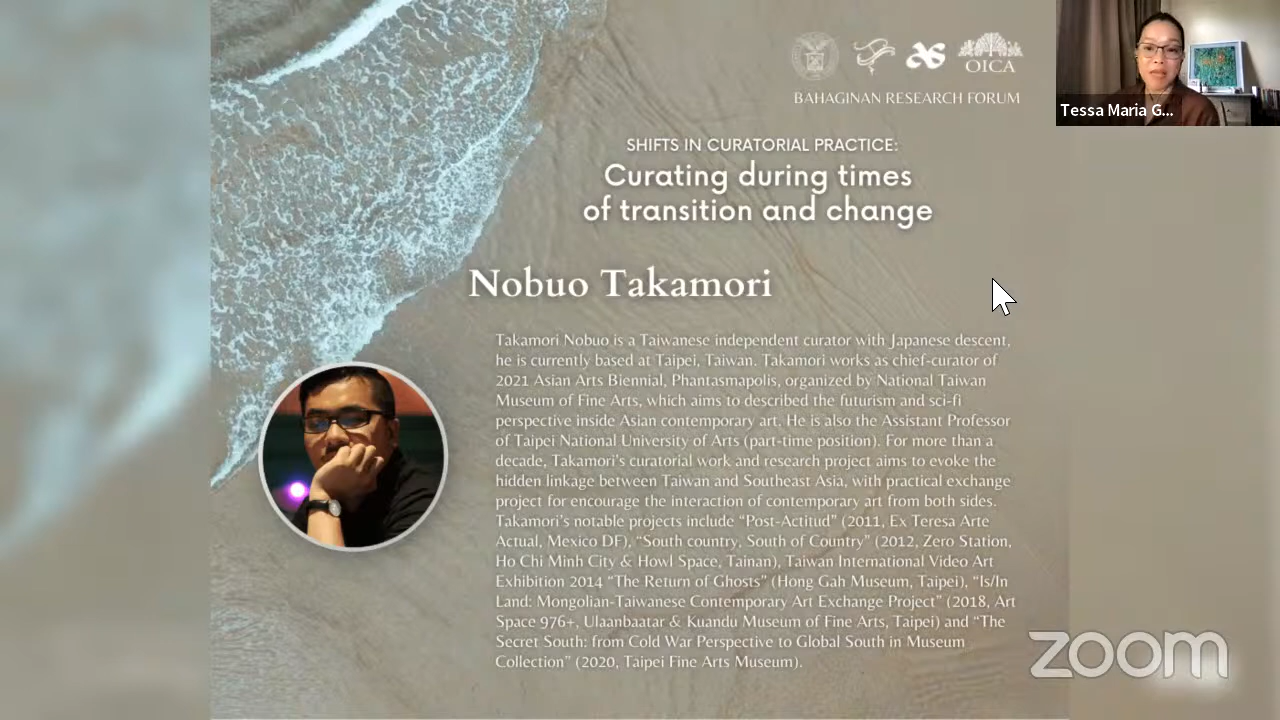 OICA
BAHAGINAN RESEARCH FORUM
Tessa Maria G...
SHIFTS IN CURATORIAL PRACTICE:
Curating during times
of transition and change
Nobuo Takamori
Takamori Nobuo is a Taiwanese independent curator with Japanese descent,
he is currently based at Taipei, Taiwan. Takamori works as chief-curator of
2021 Asian Arts Biennial, Phantasmapolis, organized by National Taiwan
Museum of Fine Arts, which aims to described the futurism and sci-fi
perspective inside Asian contemporary art. He is also the Assistant Professor
of Taipei National University of Arts (part-time position). For more than a
decade, Takamori's curatorial work and research project aims to evoke the
hidden linkage between Taiwan and Southeast Asia, with practical exchange
project for encourage the interaction of contemporary art from both sides.
Takamori's notable projects include “Post-Actitud” (2011, Ex Teresa Arte
Actual, Mexico DF), “South country, South of Country” (2012, Zero Station,
Ho Chi Minh City & Howl Space, Tainan), Taiwan International Video Art
Exhibition 2014 “The Return of Ghosts” (Hong Gah Museum, Taipei), “Is/In
Land: Mongolian-Taiwanese Contemporary Art Exchange Project” (2018, Art
Space 976+, Ulaanbaatar & Kuandu Museum of Fine Arts, Taipei) and “The
Secret South: from Cold War Perspective to Global South in Museum
Collection” (2020, Taipei Fine Arts Museum).
zoom